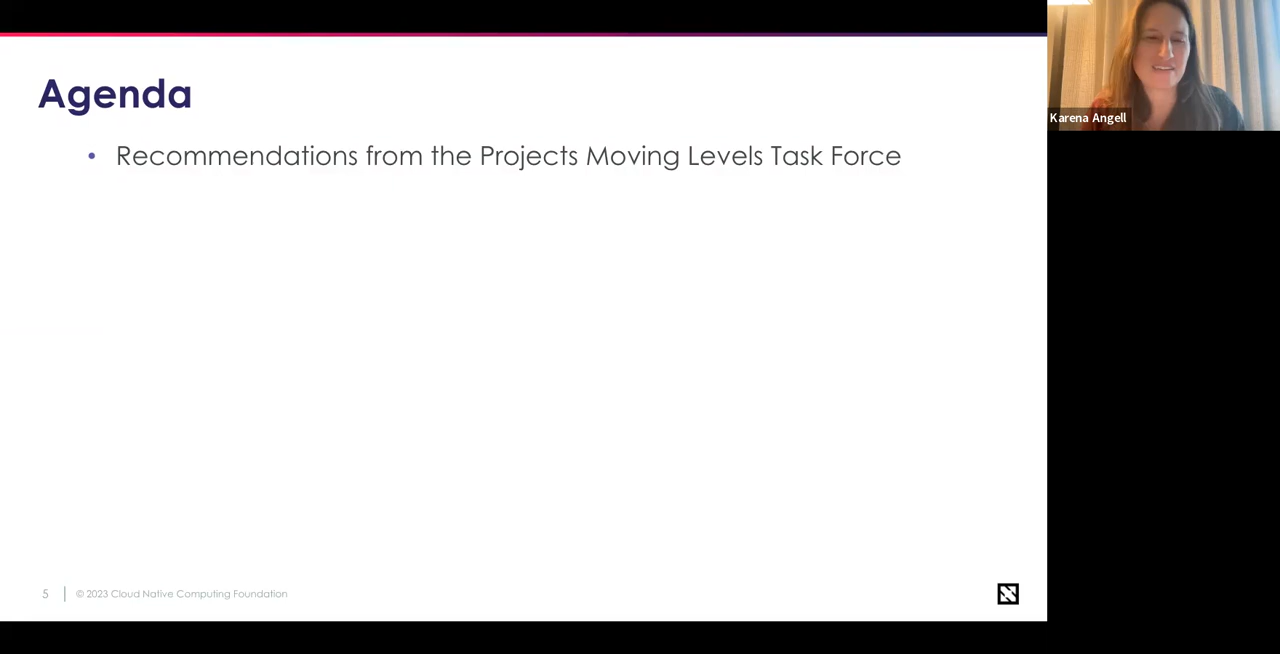 Agenda
• Recommendations from the Projects Moving Levels Task Force
5 | © 2023 Cloud Native Computing Foundation
Karena Angell